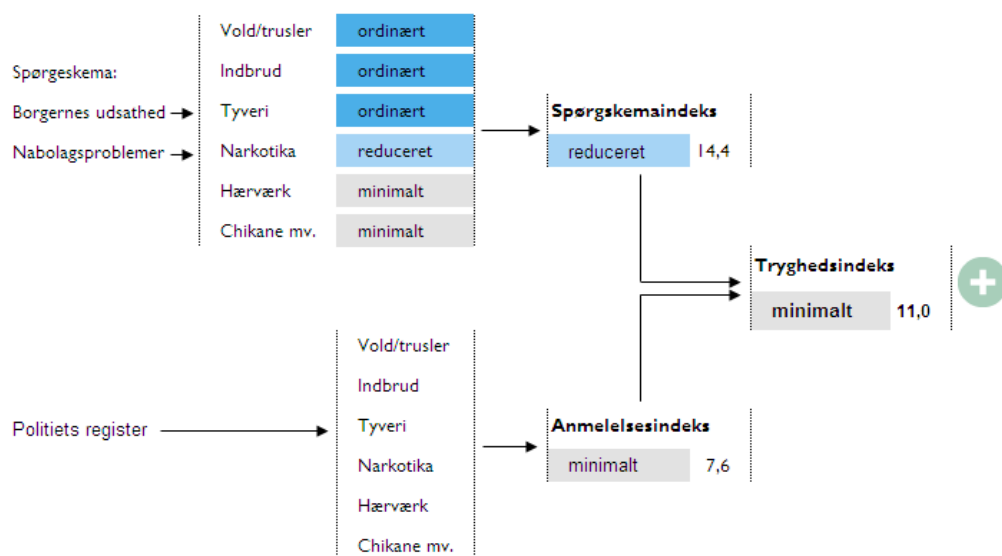 Spørgeskema:
Borgernes udsathed
Nabolagsproblemer
Vold/trusler ordinært
Indbrud ordinært
Tyveri ordinært
Narkotika reduceret
Hærværk minimalt
Chikane mv. minimalt
Spørgskemaindeks
reduceret 14,4
Tryghedsindeks
minimalt 11,0
Politiets register
Vold/trusler
Indbrud
Tyveri
Narkotika
Hærværk
Chikane mv.
Anmelelsesindeks
minimalt 7,6